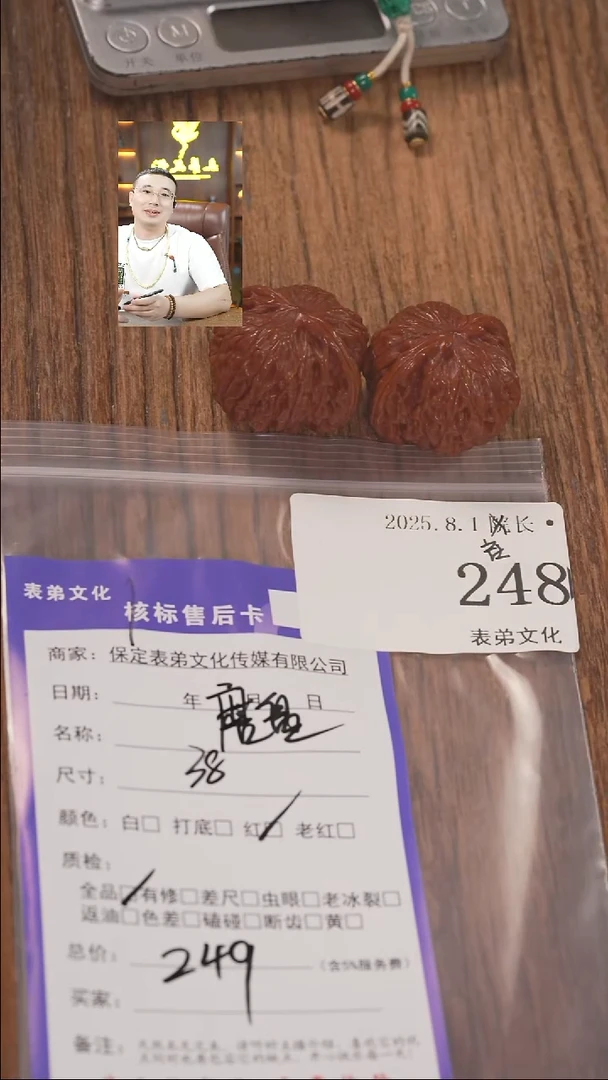 开关 单位
2025.8.1 院长
248
表弟文化
表弟文化
核标售后卡
商家：保定表弟文化传媒有限公司
日期： 年 月 日
磨盘
名称：
尺寸： 38
颜色：白□ 打底□ 红□ 老红□
质检：
全品□有修□差尺□虫眼□老冰裂□
返油□色差□磕碰□断齿□黄□
总价： 249 （含5%服务费）
买家：
备注：